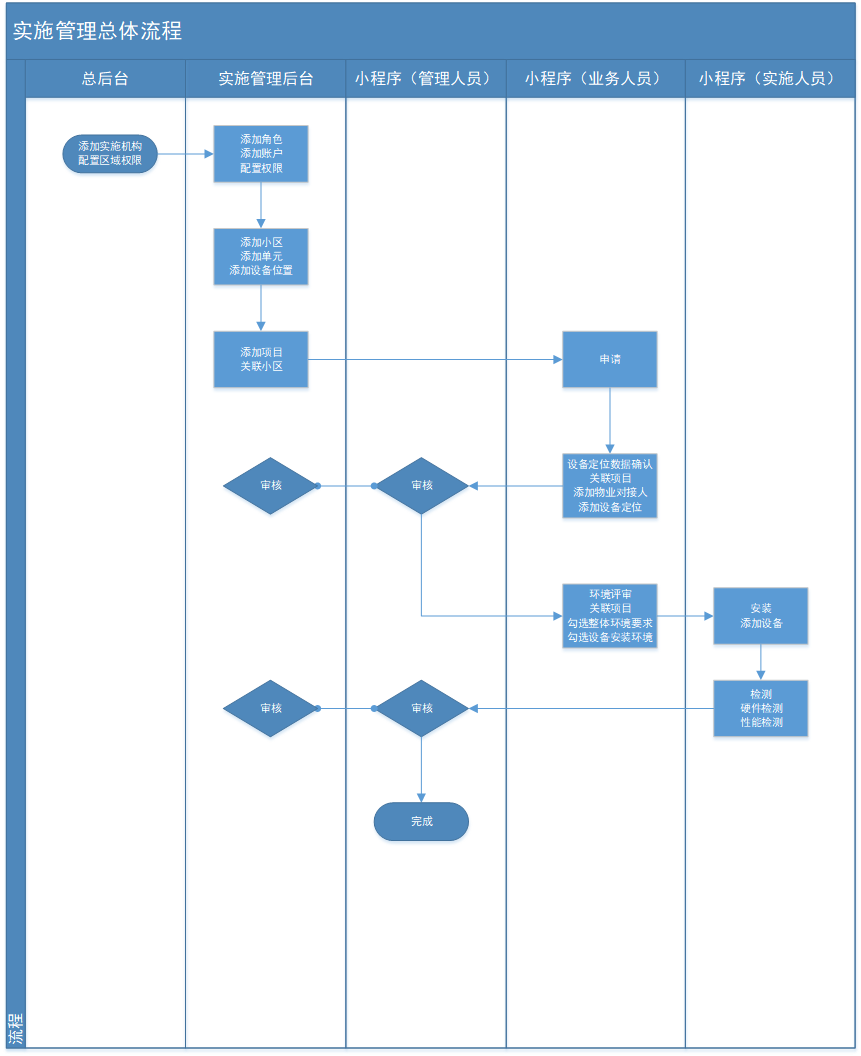 实施管理总体流程
总后台
实施管理后台
小程序（管理人员）
小程序（业务人员）
小程序（实施人员）
添加实施机构
配置区域权限
添加角色
添加账户
配置权限
添加小区
添加单元
添加设备位置
添加项目
关联小区
申请
审核
审核
设备定位数据确认
关联项目
添加物业对接人
添加设备定位
环境评审
关联项目
勾选整体环境要求
勾选设备安装环境
安装
添加设备
审核
审核
检测
硬件检测
性能检测
完成
流程